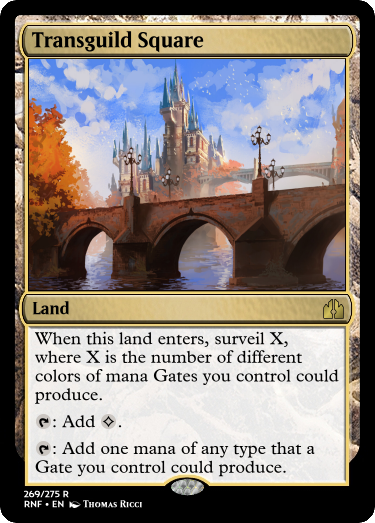 Transguild Square
Land
When this land enters, surveil X,
where X is the number of different
colors of mana Gates you control could
produce.
: Add .
: Add one mana of any type that a
Gate you control could produce.
269/275 R
RNF • EN Thomas Ricci